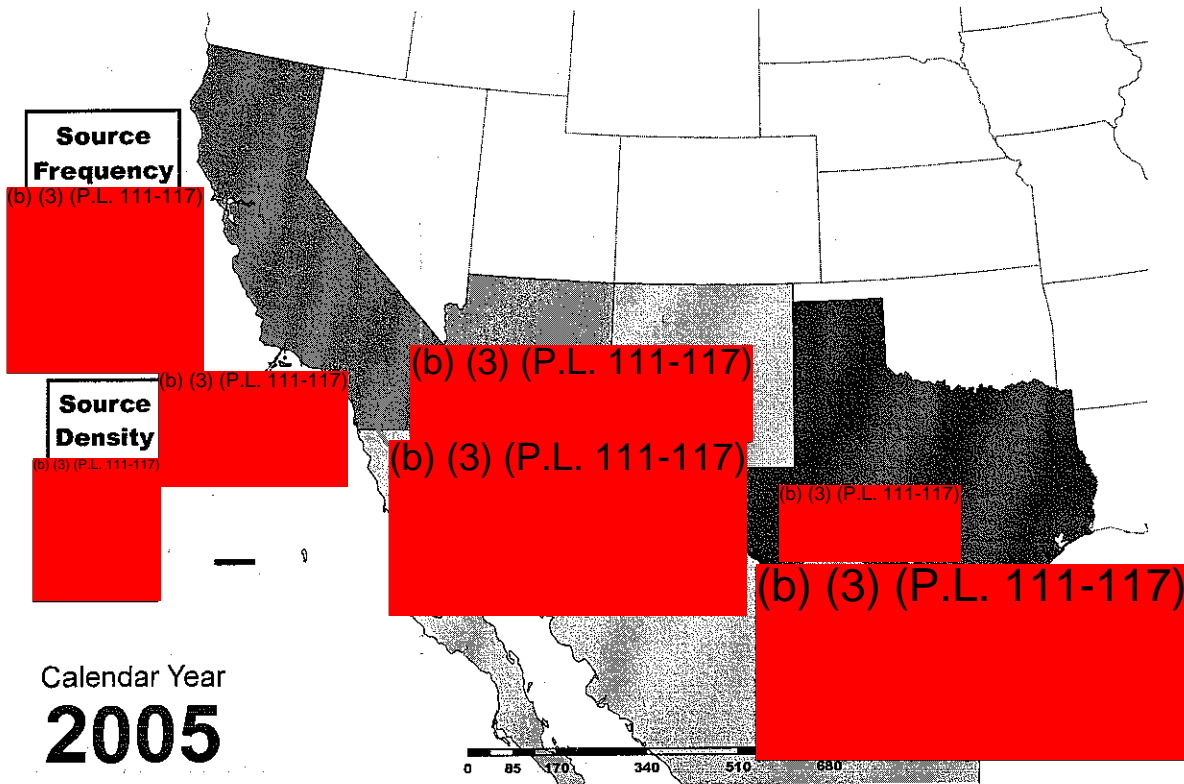 Source
Frequency
(b) (3) (P.L. 111-117)
(b) (3) (P.L. 111-117)
(b) (3) (P.L. 111-117)
Source
Density
(b) (3) (P.L. 111-117)
(b) (3) (P.L. 111-117)
(b) (3) (P.L. 111-117)
(b) (3) (P.L. 111-117)
Calendar Year
2005
0 85 170 340 510 680